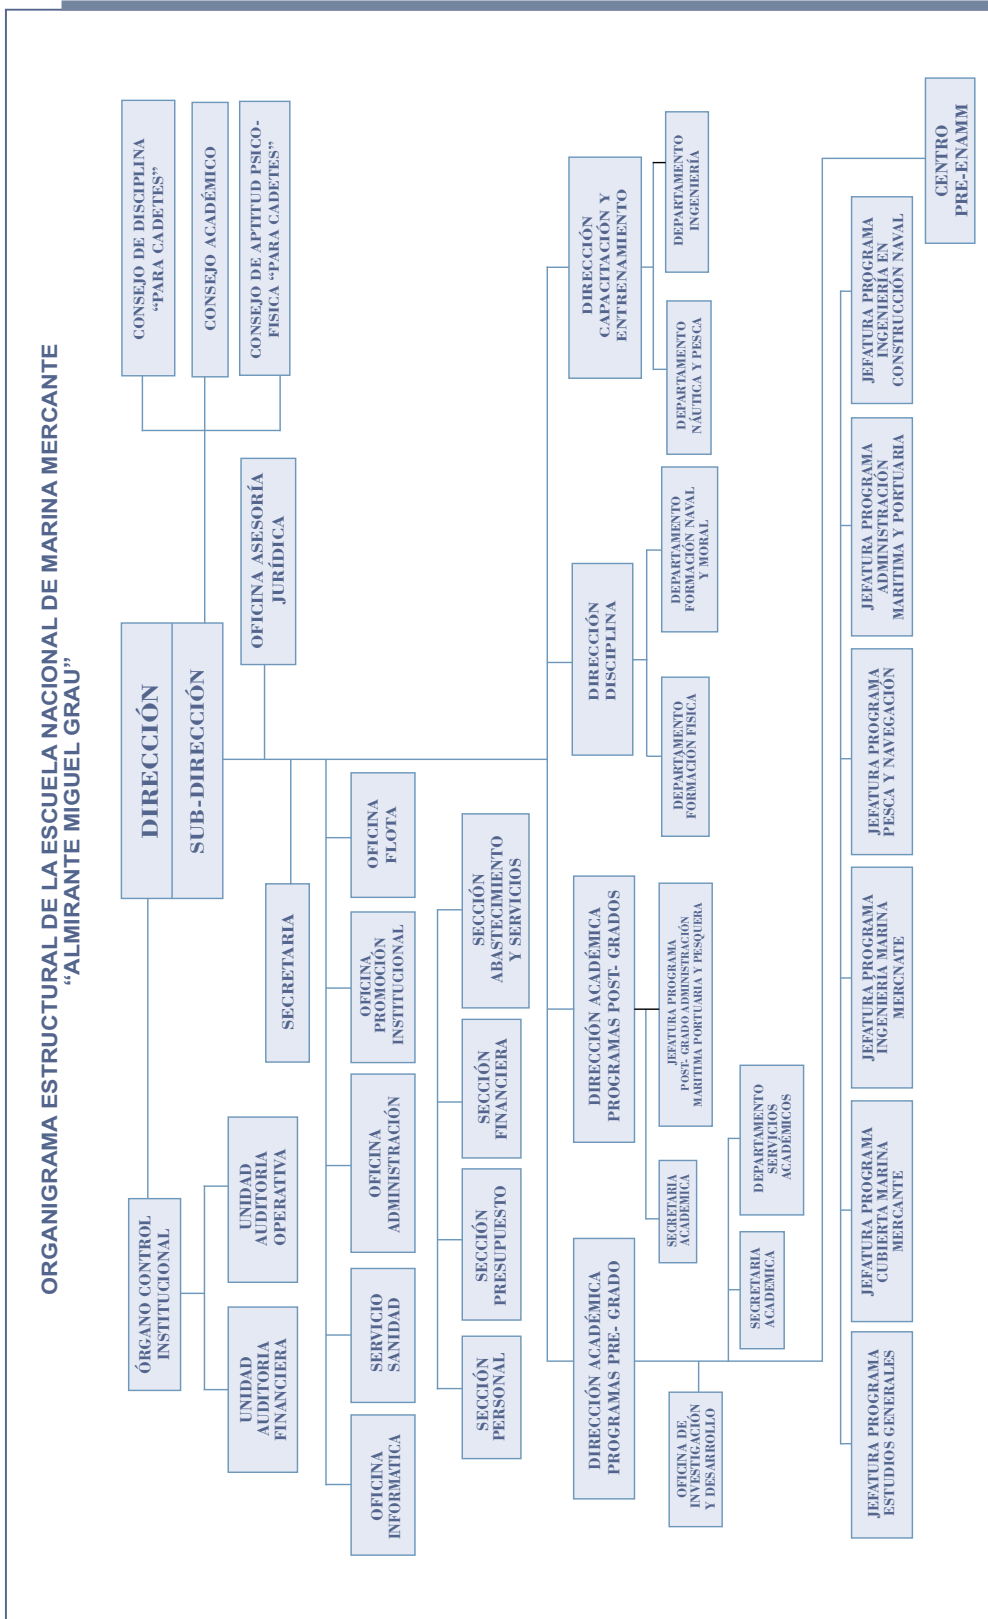 ORGANIGRAMA ESTRUCTURAL DE LA ESCUELA NACIONAL DE MARINA MERCANTE
“ALMIRANTE MIGUEL GRAU”
DIRECCIÓN
SUB-DIRECCIÓN
CONSEJO DE DISCIPLINA
“PARA CADETES”
CONSEJO ACADÉMICO
CONSEJO DE APTITUD PSICO-
FISICA “PARA CADETES”
ÓRGANO CONTROL
INSTITUCIONAL
UNIDAD
AUDITORIA
FINANCIERA
UNIDAD
AUDITORIA
OPERATIVA
OFICINA ASESORÍA
JURÍDICA
SECRETARIA
OFICINA
INFORMATICA
SERVICIO
SANIDAD
OFICINA
ADMINISTRACIÓN
OFICINA
PROMOCIÓN
INSTITUCIONAL
OFICINA
FLOTA
SECCIÓN
PERSONAL
SECCIÓN
PRESUPUESTO
SECCIÓN
FINANCIERA
SECCIÓN
ABASTECIMIENTO
Y SERVICIOS
DIRECCIÓN ACADÉMICA
PROGRAMAS PRE- GRADO
DIRECCIÓN ACADÉMICA
PROGRAMAS POST- GRADOS
DIRECCIÓN
DISCIPLINA
DIRECCIÓN
CAPACITACIÓN Y
ENTRENAMIENTO
OFICINA DE
INVESTIGACIÓN
Y DESARROLLO
SECRETARIA
ACADEMICA
DEPARTAMENTO
SERVICIOS
ACADÉMICOS
SECRETARIA
ACADEMICA
JEFATURA PROGRAMA
POST- GRADO ADMINISTRACIÓN
MARITIMA PORTUARIA Y PESQUERA
DEPARTAMENTO
FORMACIÓN FISICA
DEPARTAMENTO
FORMACIÓN NAVAL
Y MORAL
DEPARTAMENTO
NÁUTICA Y PESCA
DEPARTAMENTO
INGENIERÍA
JEFATURA PROGRAMA
ESTUDIOS GENERALES
JEFATURA PROGRAMA
CUBIERTA MARINA
MERCANTE
JEFATURA PROGRAMA
INGENIERÍA MARINA
MERCNATE
JEFATURA PROGRAMA
PESCA Y NAVEGACIÓN
JEFATURA PROGRAMA
ADMINISTRACIÓN
MARITIMA Y PORTUARIA
JEFATURA PROGRAMA
INGENIERÍA EN
CONSTRUCCIÓN NAVAL
CENTRO
PRE-ENAMM